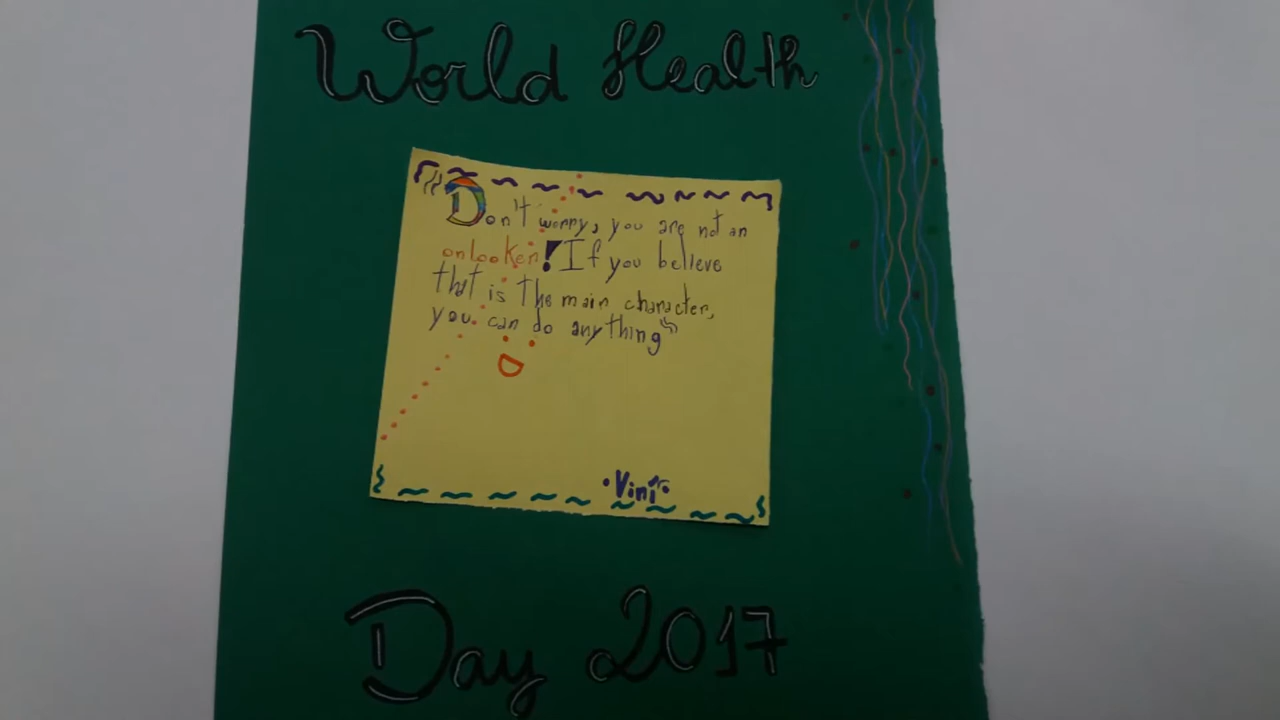 World Health
Don't worry, you are not an
onlooker! If you believe
that is the main character,
you can do anything
Vini
Day 2017